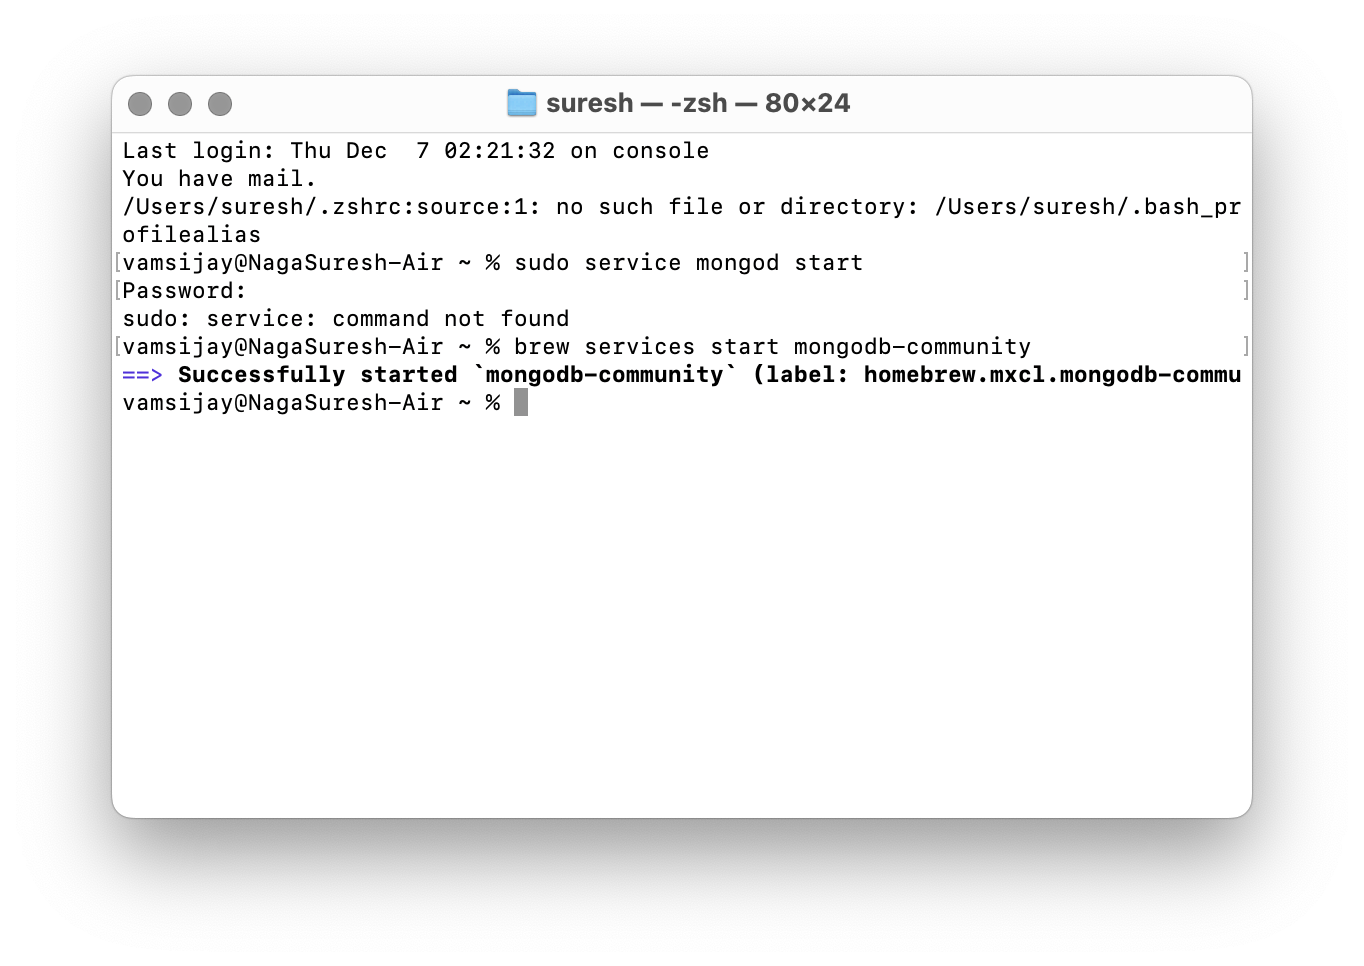 suresh — -zsh — 80×24
Last login: Thu Dec  7 02:21:32 on console
You have mail.
/Users/suresh/.zshrc:source:1: no such file or directory: /Users/suresh/.bash_pr
ofilealias
[vamsijay@NagaSuresh-Air ~ % sudo service mongod start ]
[Password: ]
sudo: service: command not found
[vamsijay@NagaSuresh-Air ~ % brew services start mongodb-community ]
==> Successfully started `mongodb-community` (label: homebrew.mxcl.mongodb-commu
vamsijay@NagaSuresh-Air ~ %